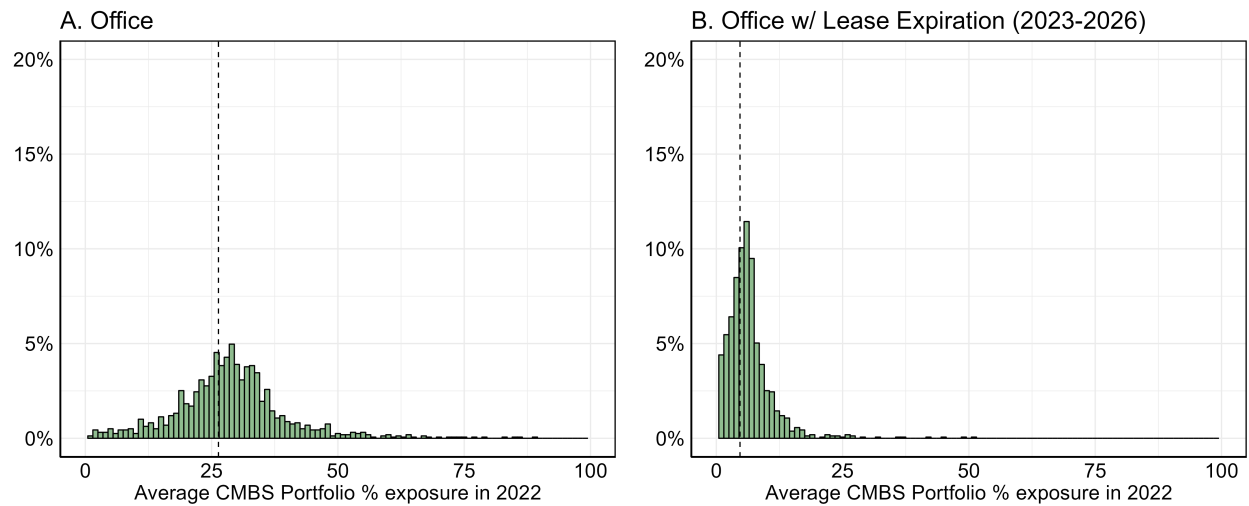 A. Office
20%
15%
10%
5%
0%
0 25 50 75 100
Average CMBS Portfolio % exposure in 2022
B. Office w/ Lease Expiration (2023-2026)
20%
15%
10%
5%
0%
0 25 50 75 100
Average CMBS Portfolio % exposure in 2022